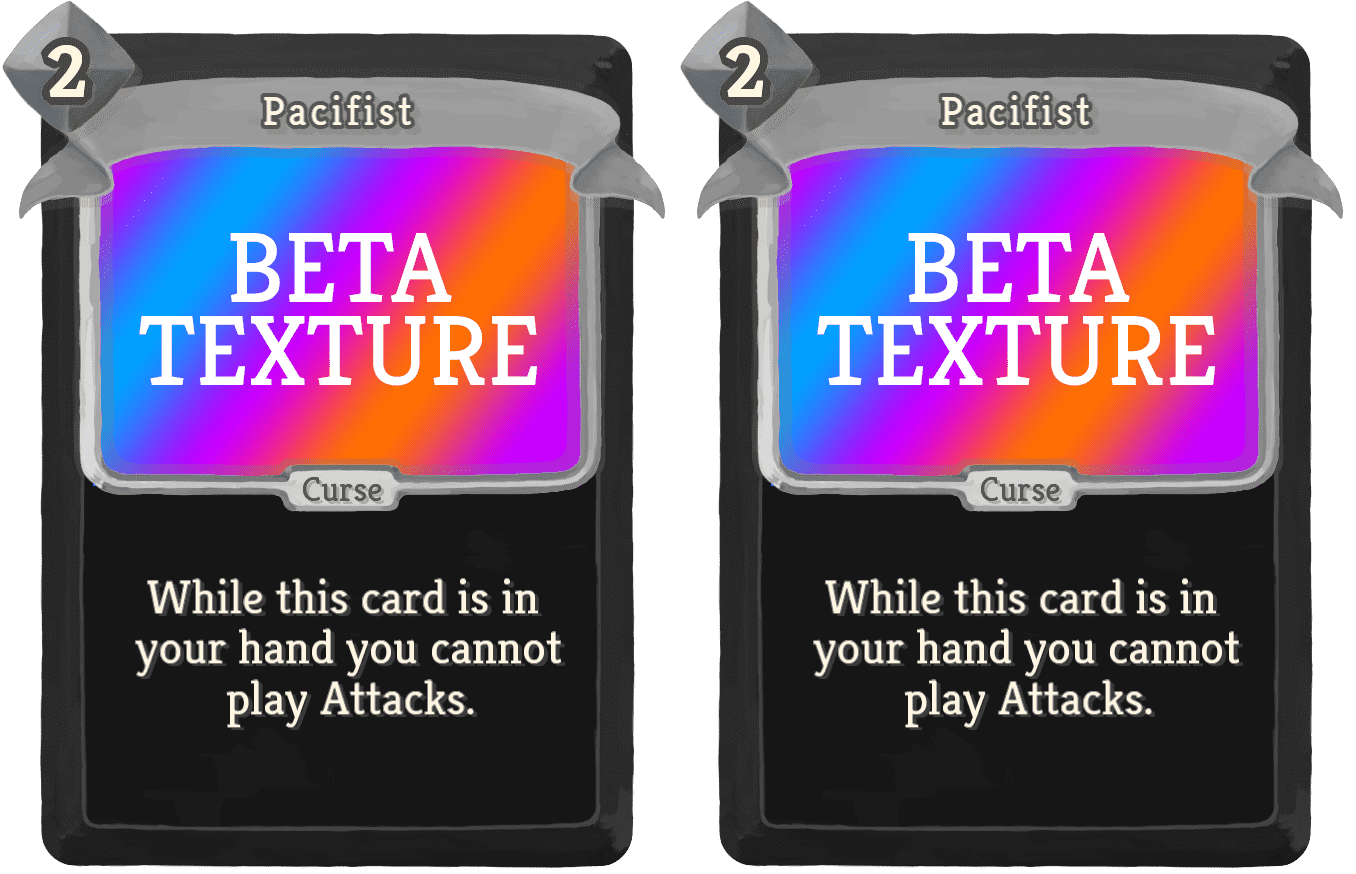 2
Pacifist
BETA
TEXTURE
Curse
While this card is in
your hand you cannot
play Attacks.
2
Pacifist
BETA
TEXTURE
Curse
While this card is in
your hand you cannot
play Attacks.